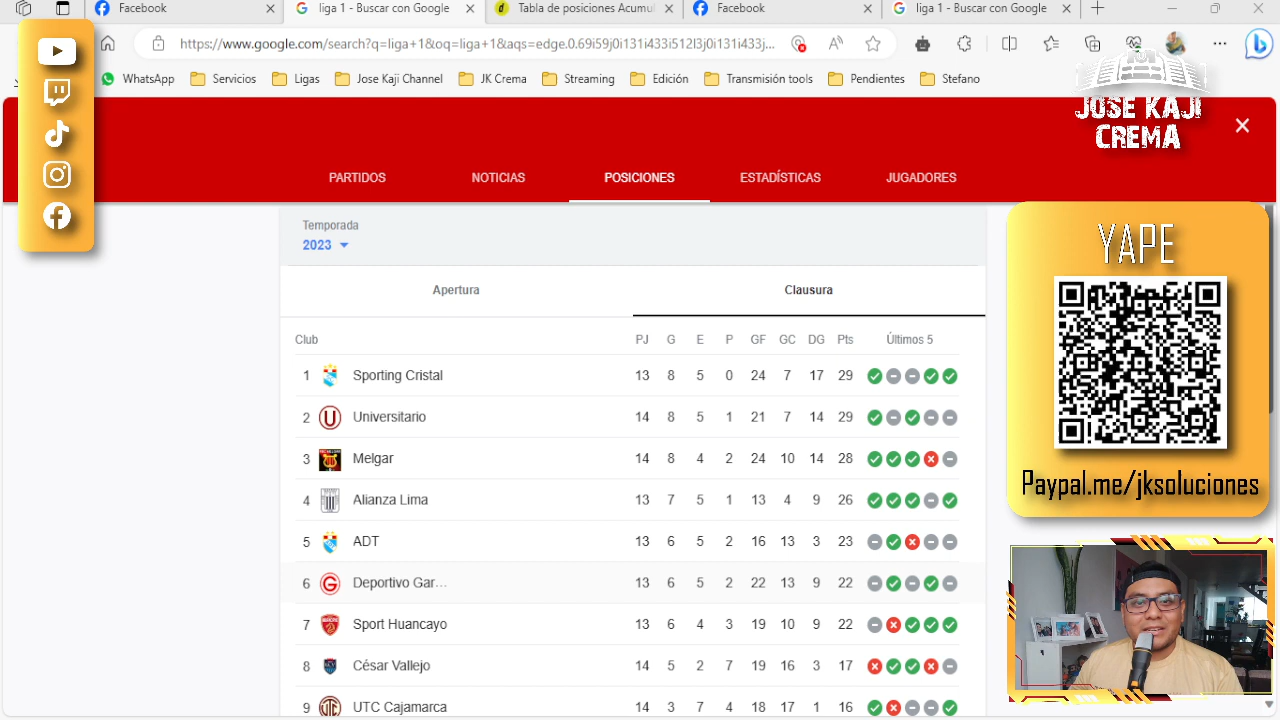 Facebook
liga 1 - Buscar con Google
Tabla de posiciones Acumul
Facebook
liga 1 - Buscar con Google
https://www.google.com/search?q=liga+1&oq=liga+1&aqs=edge.0.69i59j0i131i433i512l3j0i131i433j...
WhatsApp
Servicios
Ligas
Jose Kaji Channel
JK Crema
Streaming
Edición
Transmisión tools
Pendientes
Stefano
JOSE KAJI
CREMA
PARTIDOS
NOTICIAS
POSICIONES
ESTADÍSTICAS
JUGADORES
Temporada
2023
Apertura
Clausura
Club PJ G E P GF GC DG Pts Últimos 5
1 Sporting Cristal 13 8 5 0 24 7 17 29
2 Universitario 14 8 5 1 21 7 14 29
3 Melgar 14 8 4 2 24 10 14 28
4 Alianza Lima 13 7 5 1 13 4 9 26
5 ADT 13 6 5 2 16 13 3 23
6 Deportivo Gar... 13 6 5 2 22 13 9 22
7 Sport Huancayo 13 6 4 3 19 10 9 22
8 César Vallejo 14 5 2 7 19 16 3 17
9 UTC Cajamarca 14 3 7 4 18 17 1 16
YAPE
Paypal.me/jksoluciones